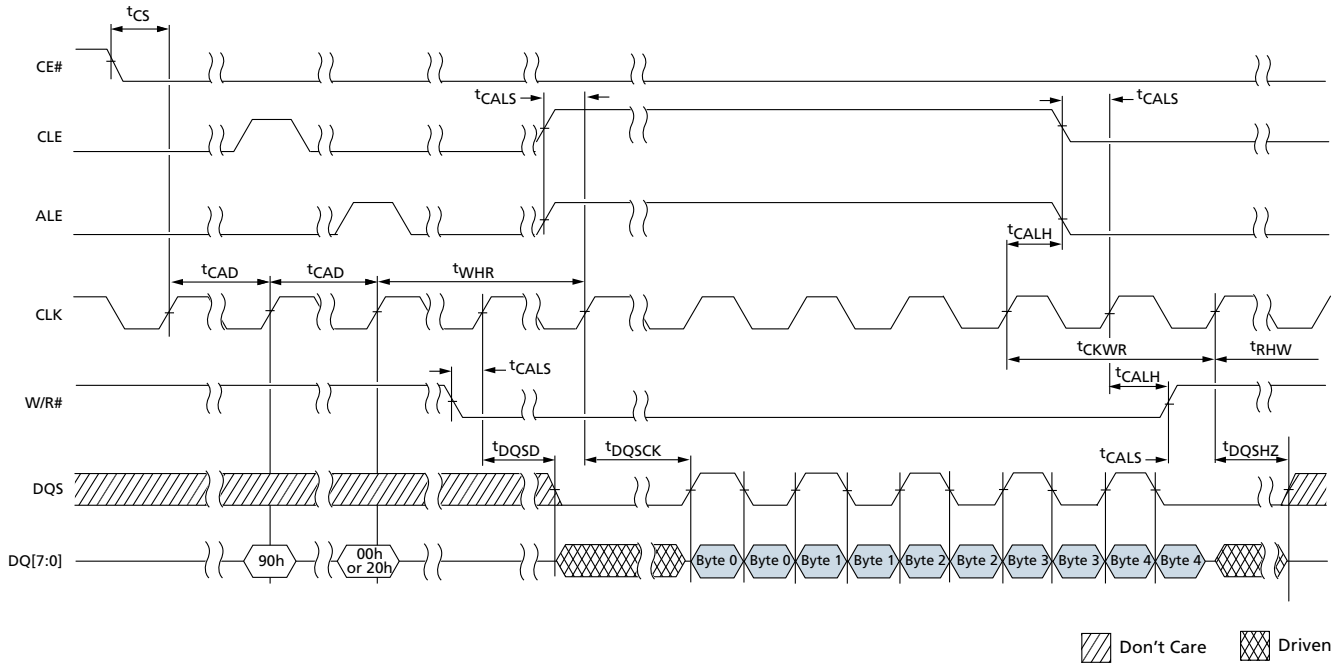 tCS
CE#
tCALS
tCALS
CLE
ALE
tCALH
tCAD tCAD tWHR
CLK
tCKWR tRHW
tCALS
tCALH
W/R#
tDQSD tDQSCK tCALS tDQSHZ
DQS
DQ[7:0] 90h 00h or 20h Byte 0 Byte 0 Byte 1 Byte 1 Byte 2 Byte 2 Byte 3 Byte 3 Byte 4 Byte 4
Don't Care Driven